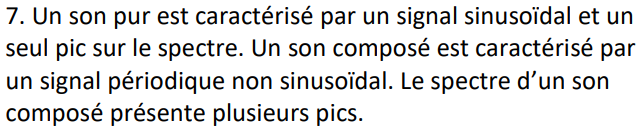 7. Un son pur est caractérisé par un signal sinusoïdal et un
seul pic sur le spectre. Un son composé est caractérisé par
un signal périodique non sinusoïdal. Le spectre d’un son
composé présente plusieurs pics.